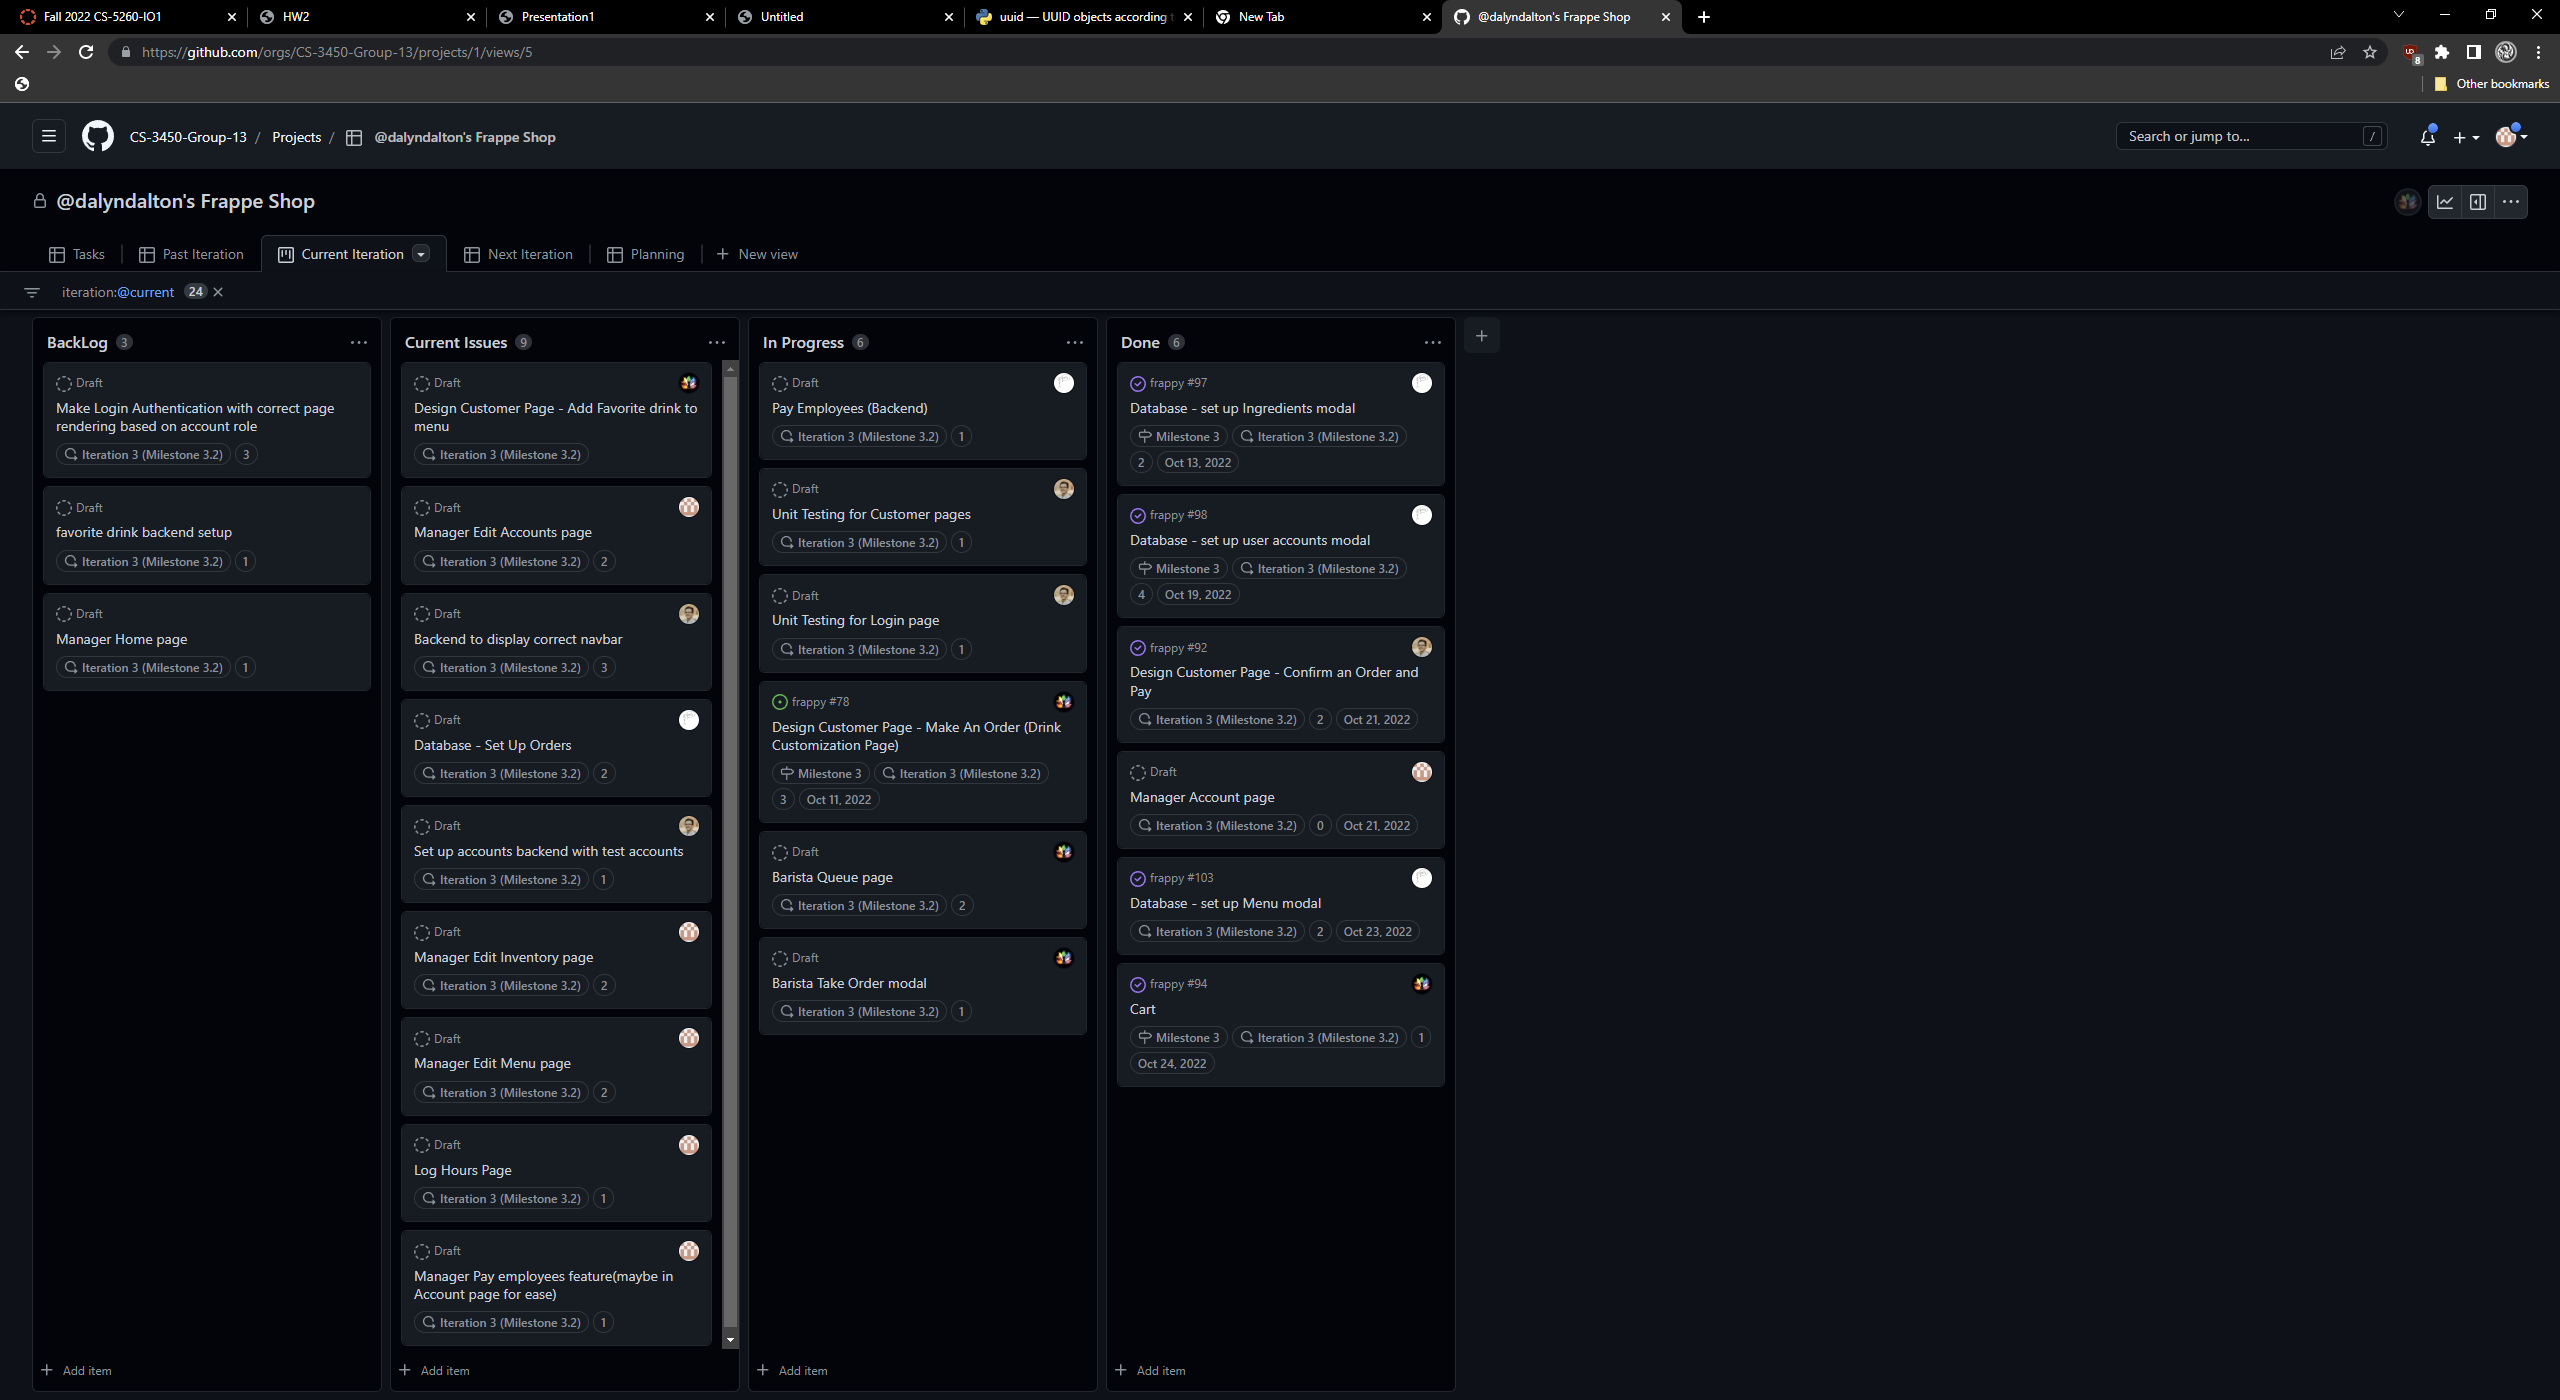 Fall 2022 CS-5260-IO1
HW2
Presentation1
Untitled
uuid — UUID objects according t
New Tab
@dalyndalton's Frappe Shop
https://github.com/orgs/CS-3450-Group-13/projects/1/views/5
8
Other bookmarks
CS-3450-Group-13 / Projects / @dalyndalton's Frappe Shop
Search or jump to... /
@dalyndalton's Frappe Shop
Tasks
Past Iteration
Current Iteration
Next Iteration
Planning
New view
iteration:@current 24
BackLog 3
Draft
Make Login Authentication with correct page
rendering based on account role
Iteration 3 (Milestone 3.2) 3
Draft
favorite drink backend setup
Iteration 3 (Milestone 3.2) 1
Draft
Manager Home page
Iteration 3 (Milestone 3.2) 1
Add item
Current Issues 9
Draft
Design Customer Page - Add Favorite drink to
menu
Iteration 3 (Milestone 3.2)
Draft
Manager Edit Accounts page
Iteration 3 (Milestone 3.2) 2
Draft
Backend to display correct navbar
Iteration 3 (Milestone 3.2) 3
Draft
Database - Set Up Orders
Iteration 3 (Milestone 3.2) 2
Draft
Set up accounts backend with test accounts
Iteration 3 (Milestone 3.2) 1
Draft
Manager Edit Inventory page
Iteration 3 (Milestone 3.2) 2
Draft
Manager Edit Menu page
Iteration 3 (Milestone 3.2) 2
Draft
Log Hours Page
Iteration 3 (Milestone 3.2) 1
Draft
Manager Pay employees feature(maybe in
Account page for ease)
Iteration 3 (Milestone 3.2) 1
Add item
In Progress 6
Draft
Pay Employees (Backend)
Iteration 3 (Milestone 3.2) 1
Draft
Unit Testing for Customer pages
Iteration 3 (Milestone 3.2) 1
Draft
Unit Testing for Login page
Iteration 3 (Milestone 3.2) 1
frappy #78
Design Customer Page - Make An Order (Drink
Customization Page)
Milestone 3 Iteration 3 (Milestone 3.2)
3 Oct 11, 2022
Draft
Barista Queue page
Iteration 3 (Milestone 3.2) 2
Draft
Barista Take Order modal
Iteration 3 (Milestone 3.2) 1
Add item
Done 6
frappy #97
Database - set up Ingredients modal
Milestone 3 Iteration 3 (Milestone 3.2)
2 Oct 13, 2022
frappy #98
Database - set up user accounts modal
Milestone 3 Iteration 3 (Milestone 3.2)
4 Oct 19, 2022
frappy #92
Design Customer Page - Confirm an Order and
Pay
Iteration 3 (Milestone 3.2) 2 Oct 21, 2022
Draft
Manager Account page
Iteration 3 (Milestone 3.2) 0 Oct 21, 2022
frappy #103
Database - set up Menu modal
Iteration 3 (Milestone 3.2) 2 Oct 23, 2022
frappy #94
Cart
Milestone 3 Iteration 3 (Milestone 3.2) 1
Oct 24, 2022
Add item